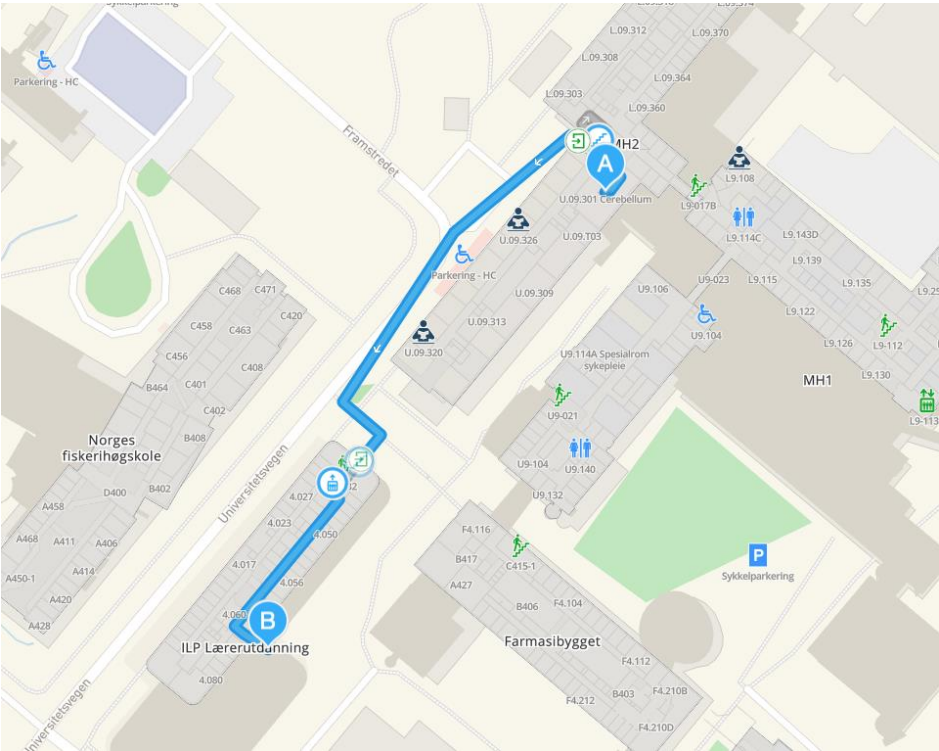 Sykkelparkering
L.09.312
L.09.374
L.09.370
L.09.308
L.09.364
Parkering - HC
L.09.303
L.09.360
Framstredet
MH2
A
L9.108
U.09.301 Cerebellum
L9-017B
L9.114C
L9.143D
U.09.326
U.09.T03
L9.139
Parkering - HC
U9-023
L9.115
L9.135
U9.106
C468
C471
U.09.309
L9.122
C420
U.09.313
U9.104
L9.126
L9-112
C458
C463
U.09.320
U9.114A Spesialrom
sykepleie
C456
C408
L9.130
MH1
B464
C401
C402
U9-021
L9-113
Norges
fiskerihøgskole
B408
U9-104
U9.140
Universitetsvegen
D400
B402
4.027
U9.132
A458
4.023
4.050
F4.116
A468
A411
A406
4.017
B417
C415-1
Sykkelparkering
P
A450-1
A414
4.056
A427
A420
4.060
B406
F4.104
A428
B
ILP Lærerutdanning
Farmasibygget
4.080
F4.112
B403
F4.210B
F4.212
F4.210D
Universitetsvegen